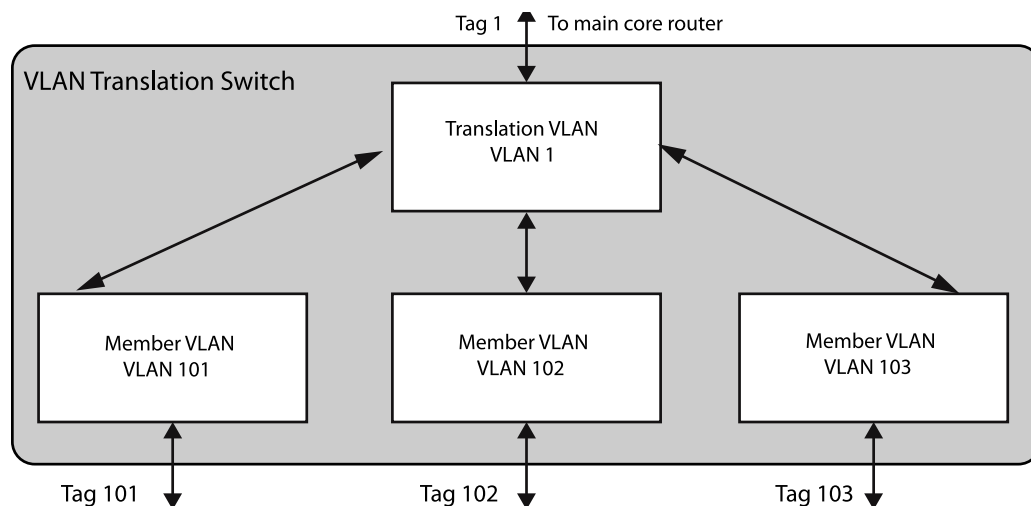 Tag 1 To main core router
VLAN Translation Switch
Translation VLAN
VLAN 1
Member VLAN
VLAN 101
Member VLAN
VLAN 102
Member VLAN
VLAN 103
Tag 101
Tag 102
Tag 103